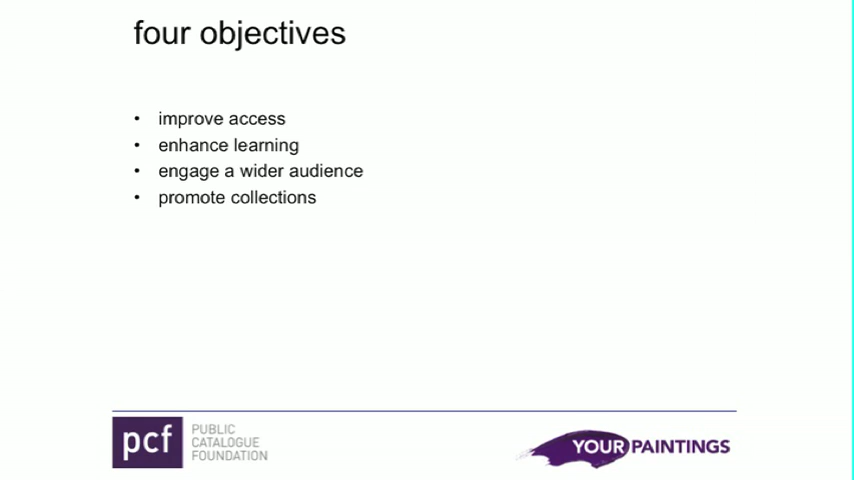 four objectives
• improve access
• enhance learning
• engage a wider audience
• promote collections
pcf
PUBLIC
CATALOGUE
FOUNDATION
YOUR PAINTINGS